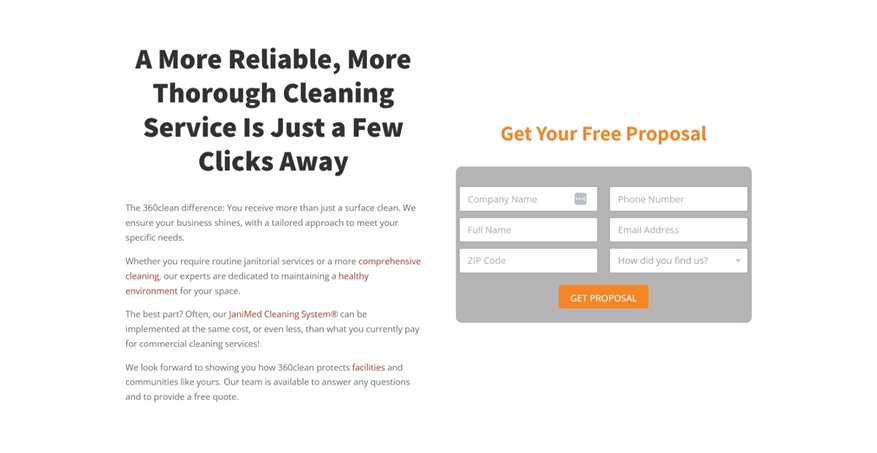 A More Reliable, More
Thorough Cleaning
Service Is Just a Few
Clicks Away
The 360clean difference: You receive more than just a surface clean. We
ensure your business shines, with a tailored approach to meet your
specific needs.
Whether you require routine janitorial services or a more comprehensive
cleaning, our experts are dedicated to maintaining a healthy
environment for your space.
The best part? Often, our JaniMed Cleaning System® can be
implemented at the same cost, or even less, than what you currently pay
for commercial cleaning services!
We look forward to showing you how 360clean protects facilities and
communities like yours. Our team is available to answer any questions
and to provide a free quote.
Get Your Free Proposal
Company Name
Phone Number
Full Name
Email Address
ZIP Code
How did you find us?
GET PROPOSAL